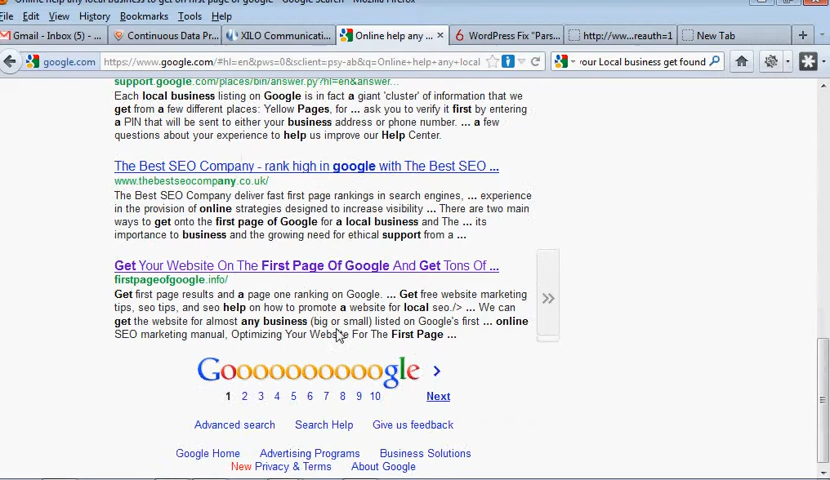 Online help any local business to get on first page of google - Google Search - Mozilla Firefox
File Edit View History Bookmarks Tools Help
Gmail - Inbox (5) - ... Continuous Data Pr... XILO Communicati... Online help any loca... × WordPress Fix "Pars... http://ww...reauth=1 New Tab +
google.com https://www.google.com/#hl=en&pws=0&sclient=psy-ab&q=Online+help+any+local your Local business get found
support.google.com/places/bin/answer.py?hl=en&answer...
Each local business listing on Google is in fact a giant 'cluster' of information that we
get from a few different places: Yellow Pages, for ... ask you to verify it first by entering
a PIN that will be sent to either your business address or phone number. ... a few
questions about your experience to help us improve our Help Center.
The Best SEO Company - rank high in google with The Best SEO ...
www.thebestseocompany.co.uk/
The Best SEO Company deliver fast first page rankings in search engines, ... experience
in the provision of online strategies designed to increase visibility ... There are two main
ways to get onto the first page of Google for a local business and The ... its
importance to business and the growing need for ethical support from a ...
Get Your Website On The First Page Of Google And Get Tons Of ...
firstpageofgoogle.info/
Get first page results and a page one ranking on Google. ... Get free website marketing
tips, seo tips, and seo help on how to promote a website for local seo./> ... We can
get the website for almost any business (big or small) listed on Google's first ... online
SEO marketing manual, Optimizing Your Website For The First Page ...
»
Goooooooooogle >
1 2 3 4 5 6 7 8 9 10 Next
Advanced search Search Help Give us feedback
Google Home Advertising Programs Business Solutions
New Privacy & Terms About Google